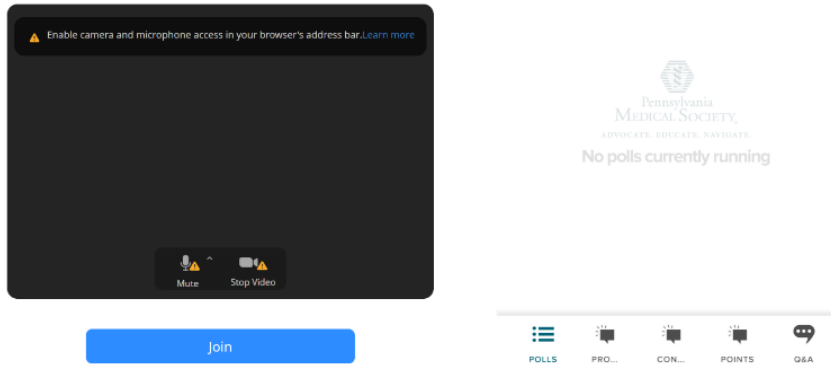 Enable camera and microphone access in your browser's address bar.Learn more
Mute
Stop Video
Join
Pennsylvania
MEDICAL SOCIETY
ADVOCATE. EDUCATE. NAVIGATE.
No polls currently running
POLLS
PRO...
CON...
POINTS
Q&A